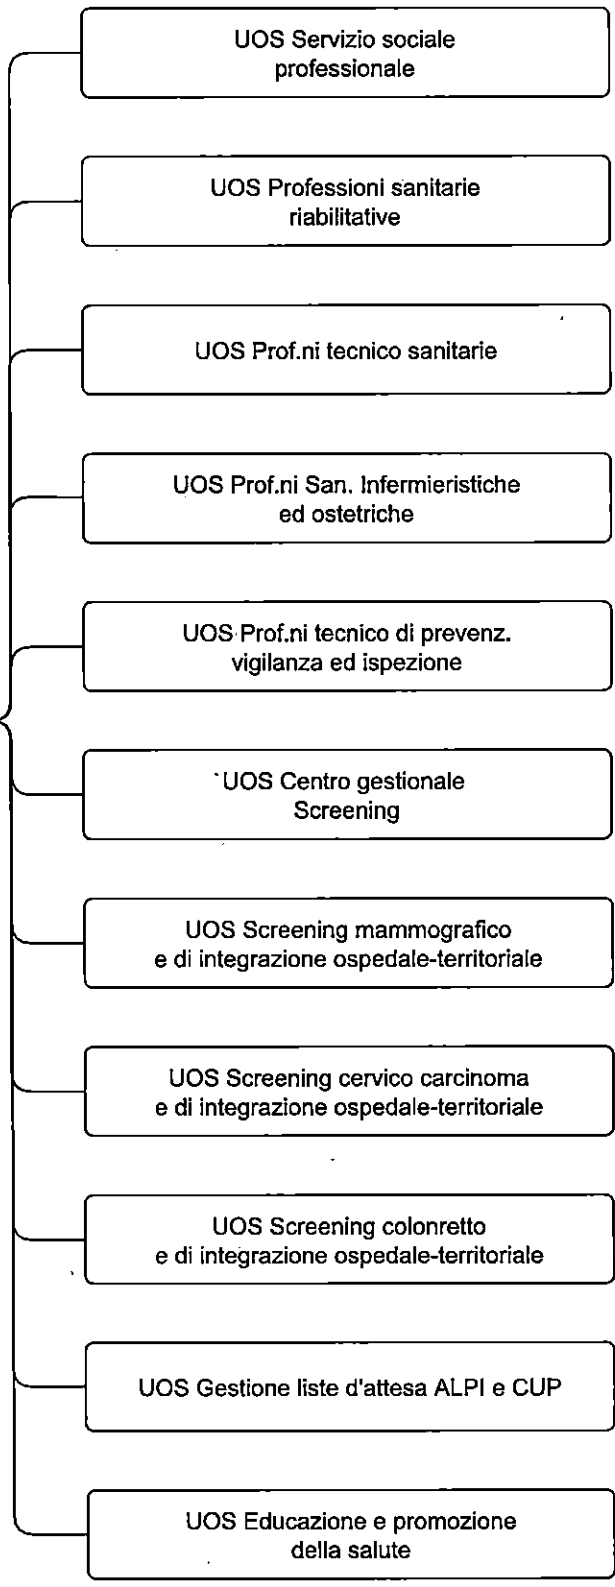 UOS Servizio sociale
professionale
UOS Professioni sanitarie
riabilitative
UOS Prof.ni tecnico sanitarie
UOS Prof.ni San. Infermieristiche
ed ostetriche
UOS Prof.ni tecnico di prevenz.
vigilanza ed ispezione
UOS Centro gestionale
Screening
UOS Screening mammografico
e di integrazione ospedale-territoriale
UOS Screening cervico carcinoma
e di integrazione ospedale-territoriale
UOS Screening colonretto
e di integrazione ospedale-territoriale
UOS Gestione liste d'attesa ALPI e CUP
UOS Educazione e promozione
della salute